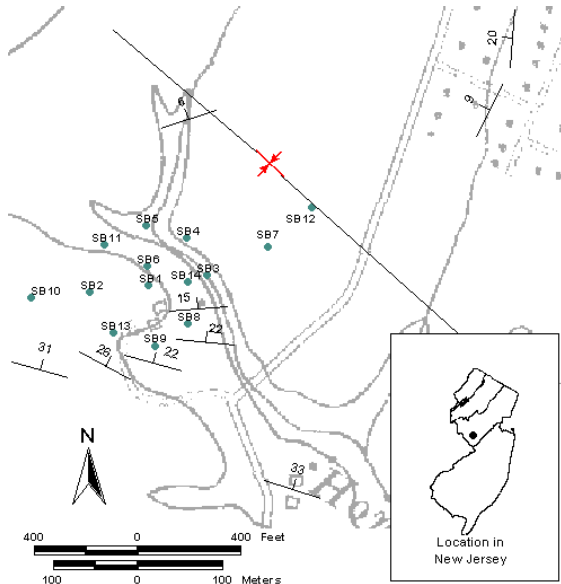 20
9
6
SB12
SB5
SB4
SB7
SB11
SB6
SB3
SB1
SB14
SB2
SB10
15
SB8
SB13
22
SB9
22
31
26
33
Hop
N
400 0 400 Feet
100 0 100 Meters
Location in
New Jersey